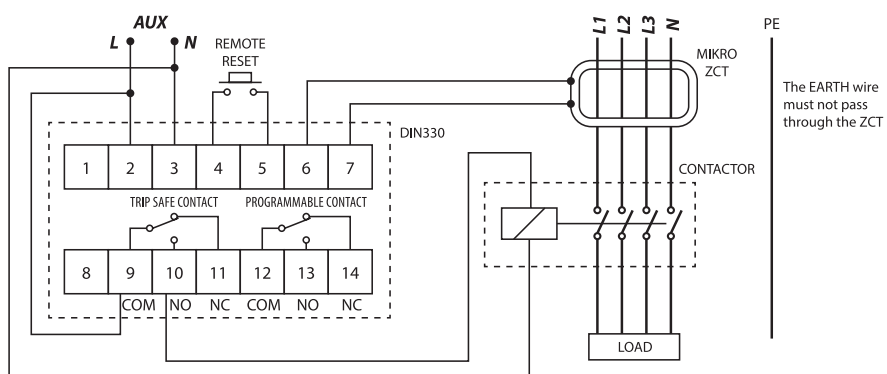 AUX
L N
REMOTE
RESET
L1 L2 L3 N
PE
MIKRO
ZCT
The EARTH wire
must not pass
through the ZCT
DIN330
1 2 3 4 5 6 7
CONTACTOR
TRIP SAFE CONTACT PROGRAMMABLE CONTACT
8 9 10 11 12 13 14
COM NO NC COM NO NC
LOAD